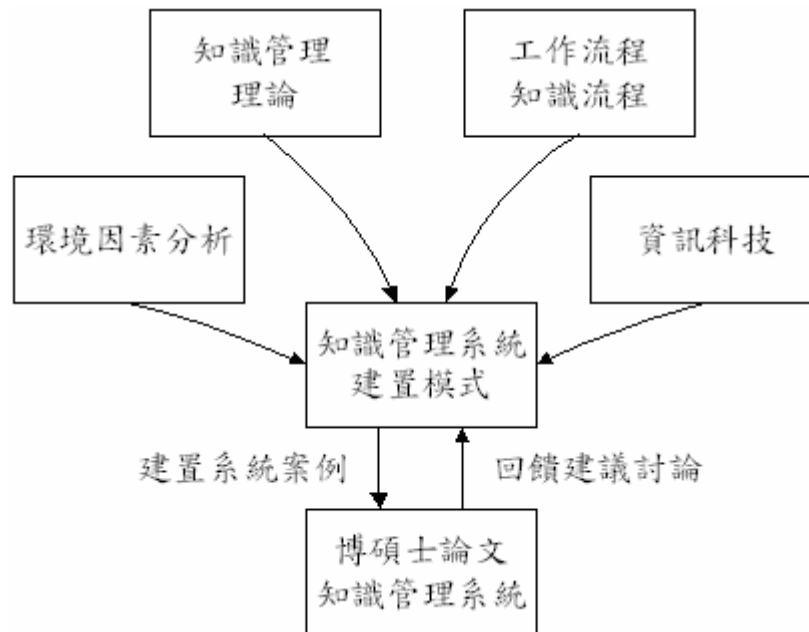 知識管理
理論
工作流程
知識流程
環境因素分析
資訊科技
知識管理系統
建置模式
建置系統案例
回饋建議討論
博碩士論文
知識管理系統